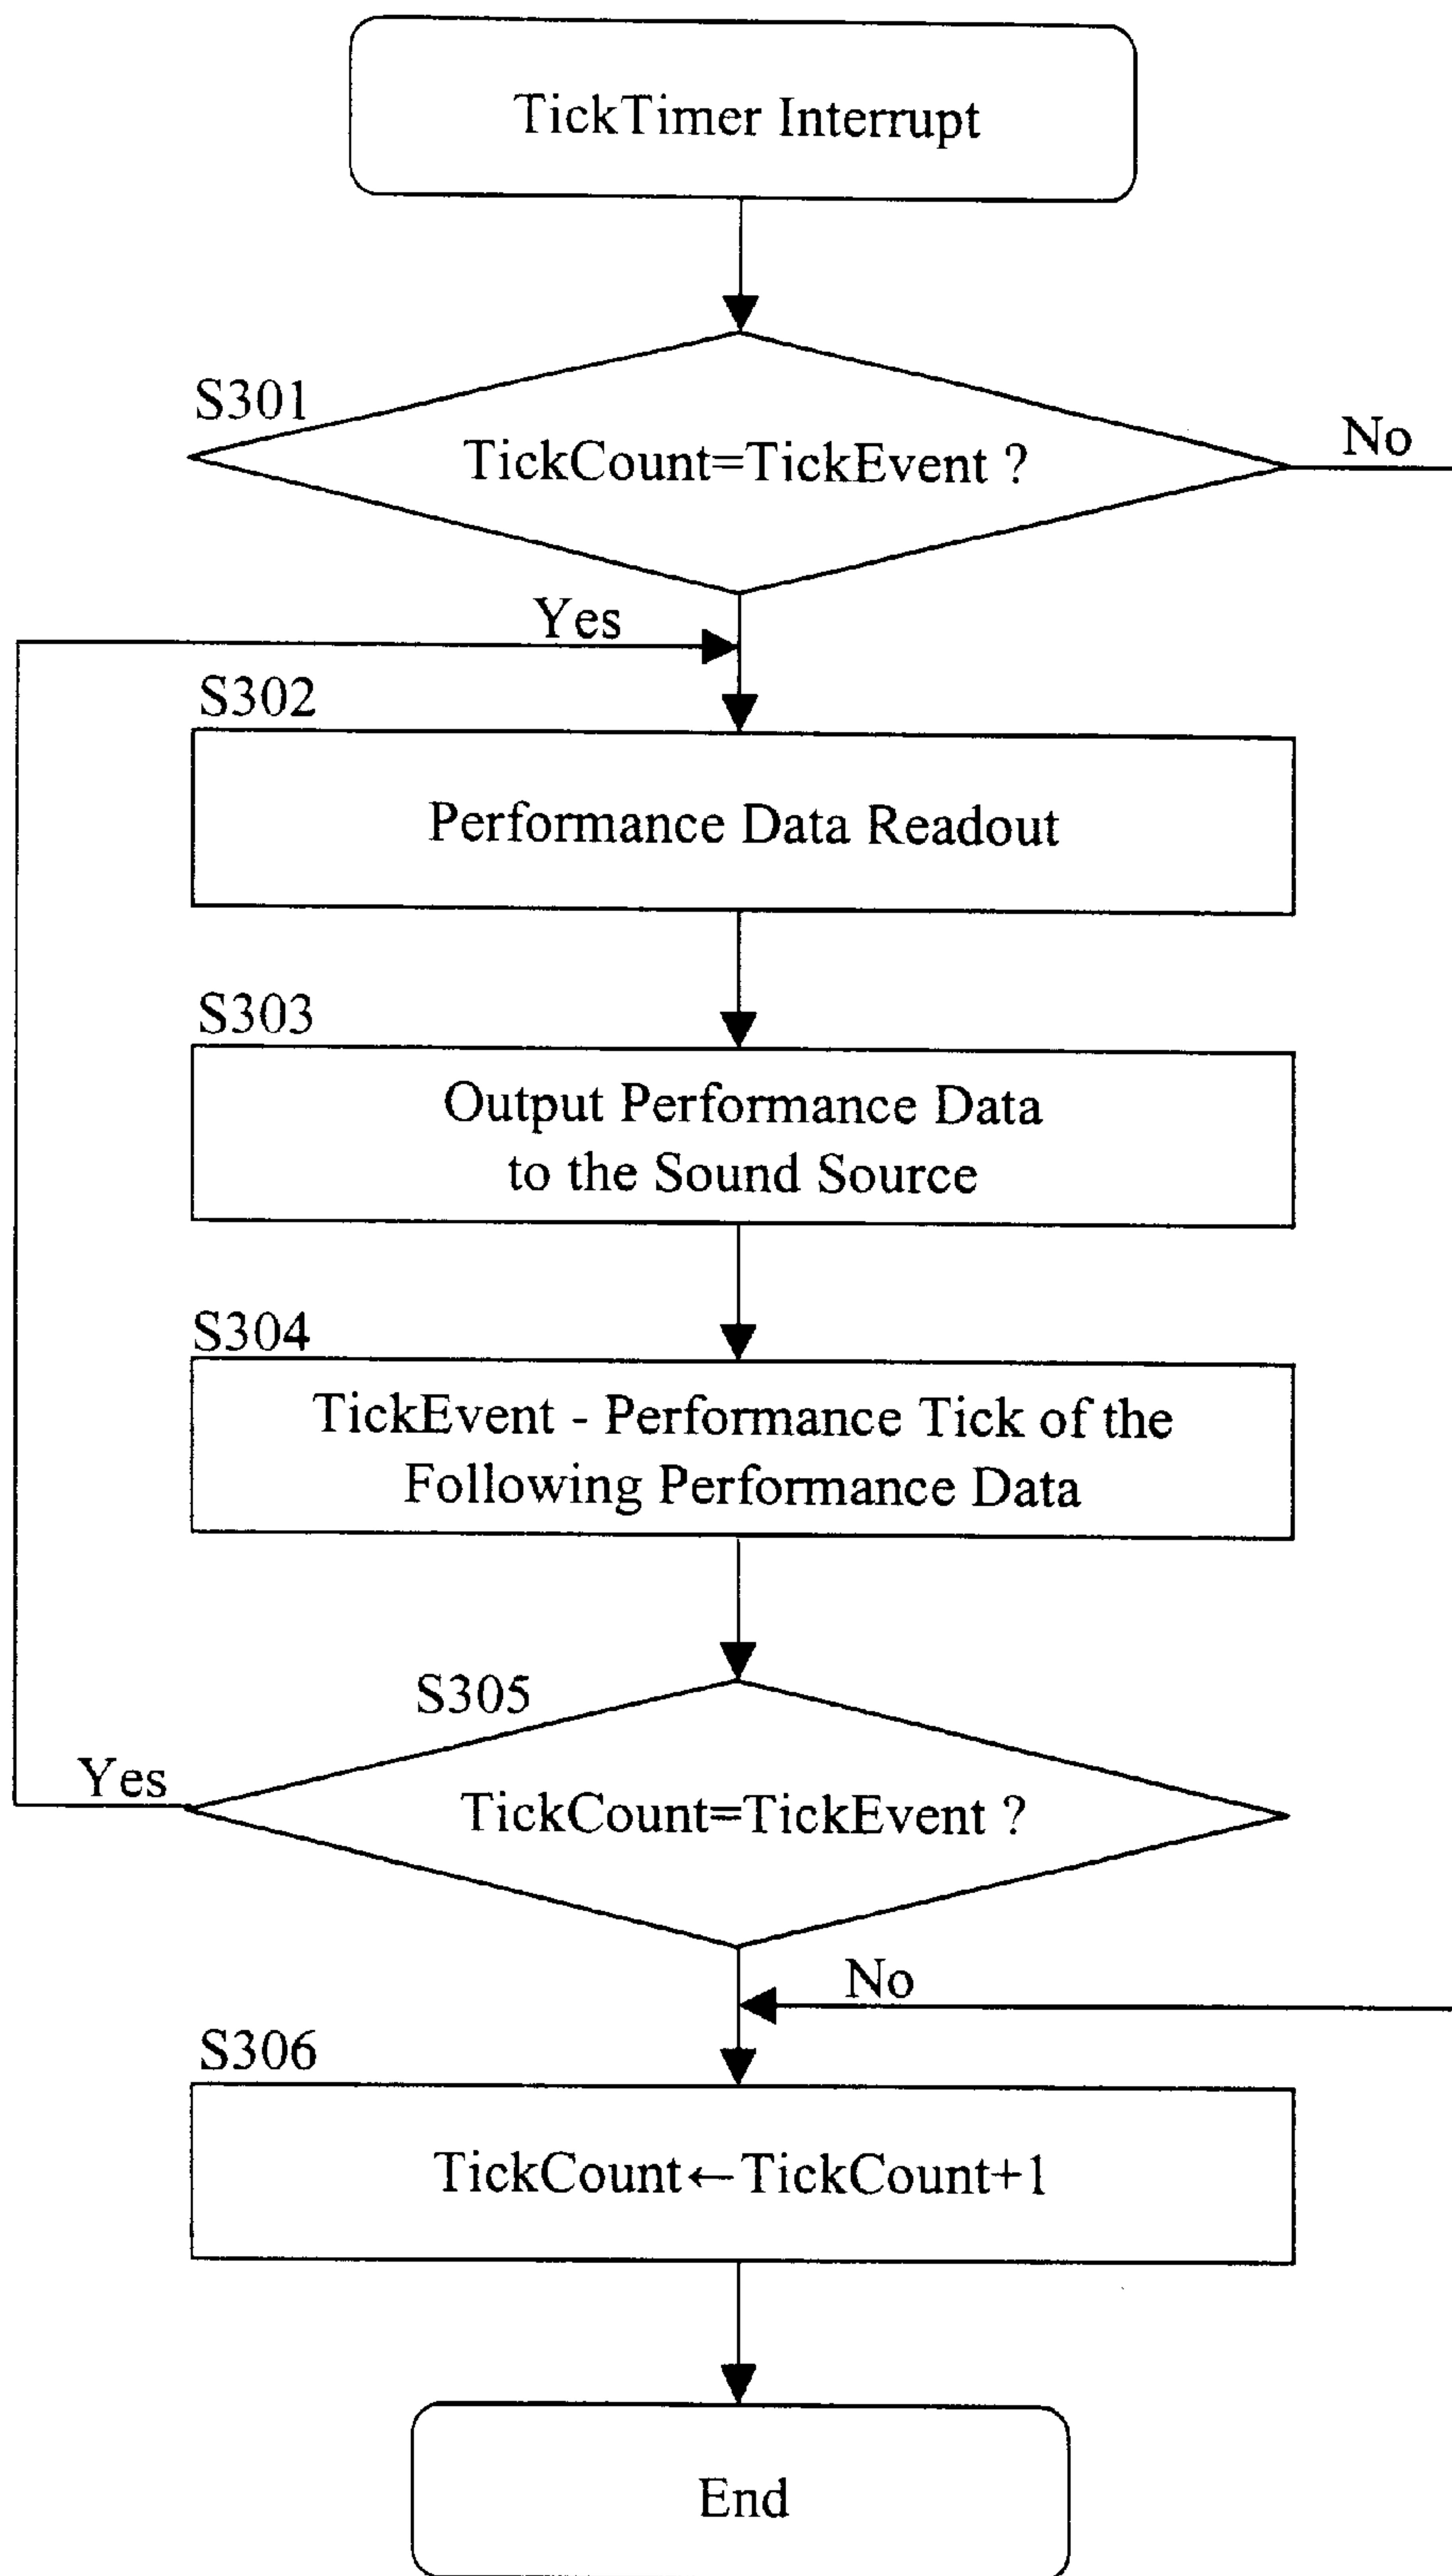 TickTimer Interrupt
S301
TickCount=TickEvent ?
No
Yes
S302
Performance Data Readout
S303
Output Performance Data
to the Sound Source
S304
TickEvent - Performance Tick of the
Following Performance Data
S305
Yes
TickCount=TickEvent ?
No
S306
TickCount←TickCount+1
End